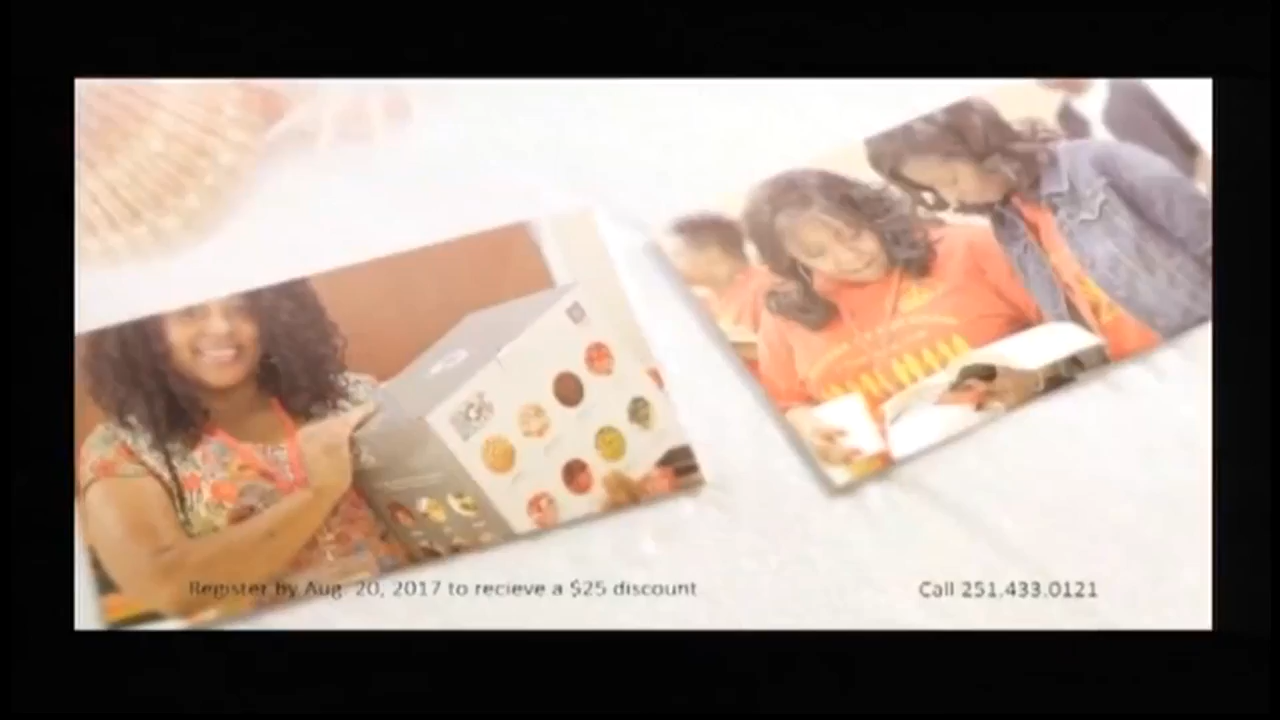 Register by Aug. 20, 2017 to recieve a $25 discount
Call 251.433.0121